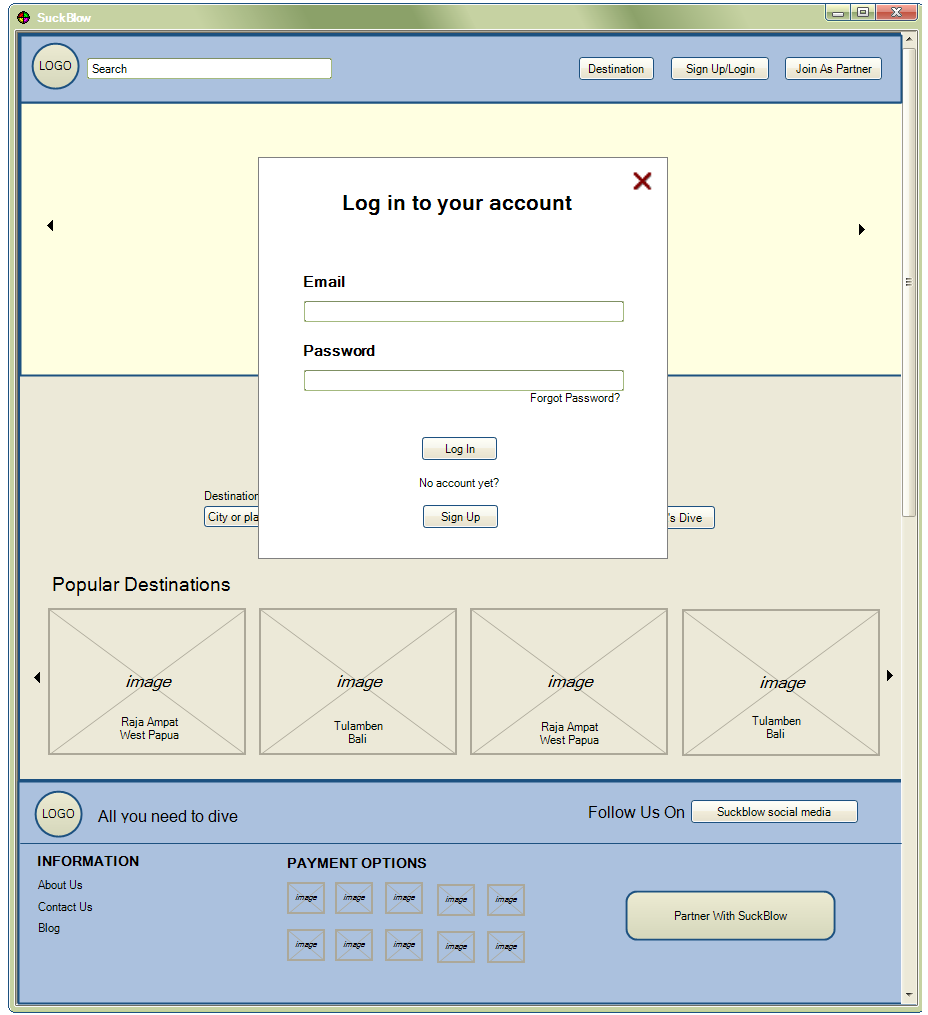 SuckBlow
LOGO
Search
Destination
Sign Up/Login
Join As Partner
Log in to your account
Email
Password
Forgot Password?
Log In
No account yet?
Sign Up
Destination
City or pla
's Dive
Popular Destinations
image
Raja Ampat
West Papua
image
Tulamben
Bali
image
Raja Ampat
West Papua
image
Tulamben
Bali
LOGO
All you need to dive
Follow Us On
Suckblow social media
INFORMATION
About Us
Contact Us
Blog
PAYMENT OPTIONS
image image image image image
image image image image image
Partner With SuckBlow